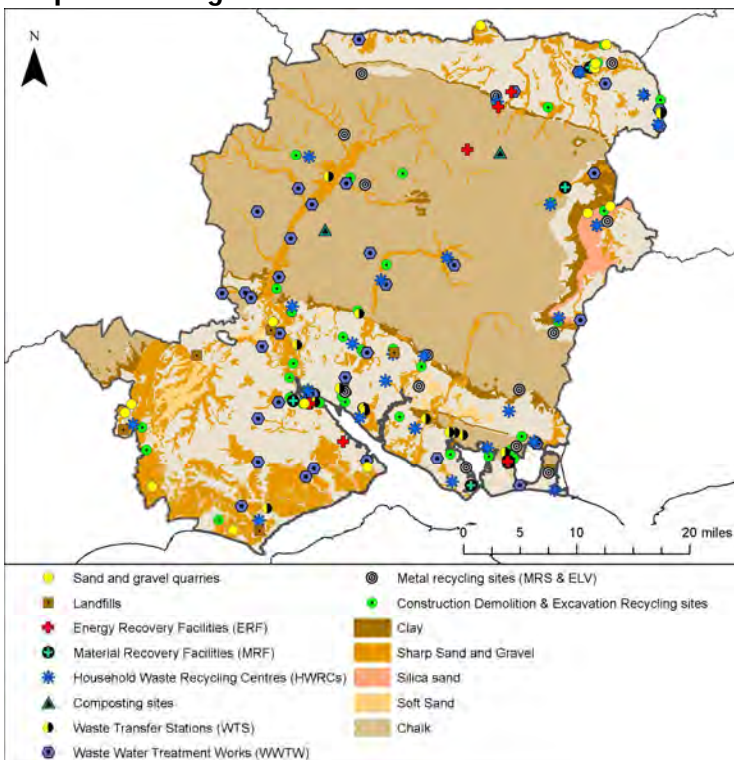 N
0 5 10 20 miles
Sand and gravel quarries
Landfills
Energy Recovery Facilities (ERF)
Material Recovery Facilities (MRF)
Household Waste Recycling Centres (HWRCs)
Composting sites
Waste Transfer Stations (WTS)
Waste Water Treatment Works (WWTW)
Metal recycling sites (MRS & ELV)
Construction Demolition & Excavation Recycling sites
Clay
Sharp Sand and Gravel
Silica sand
Soft Sand
Chalk